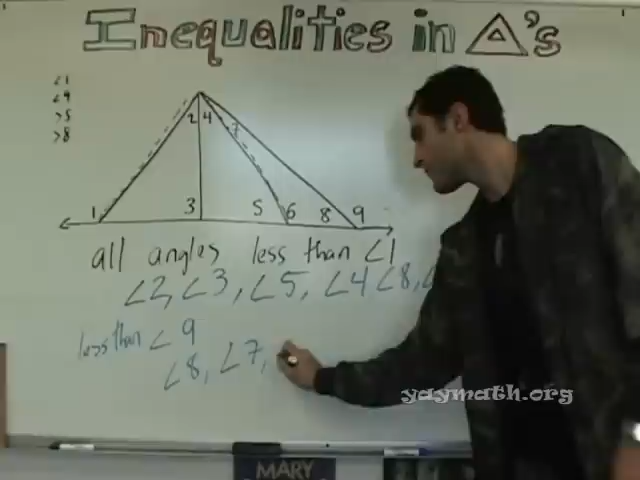 Inequalities in △'s
<1
<9
>5
>8
2 4 7
1 3 5 6 8 9
all angles less than ∠1
∠2, ∠3, ∠5, ∠4 ∠8,
less than ∠9
∠8, ∠7,
yaymath.org
MARY